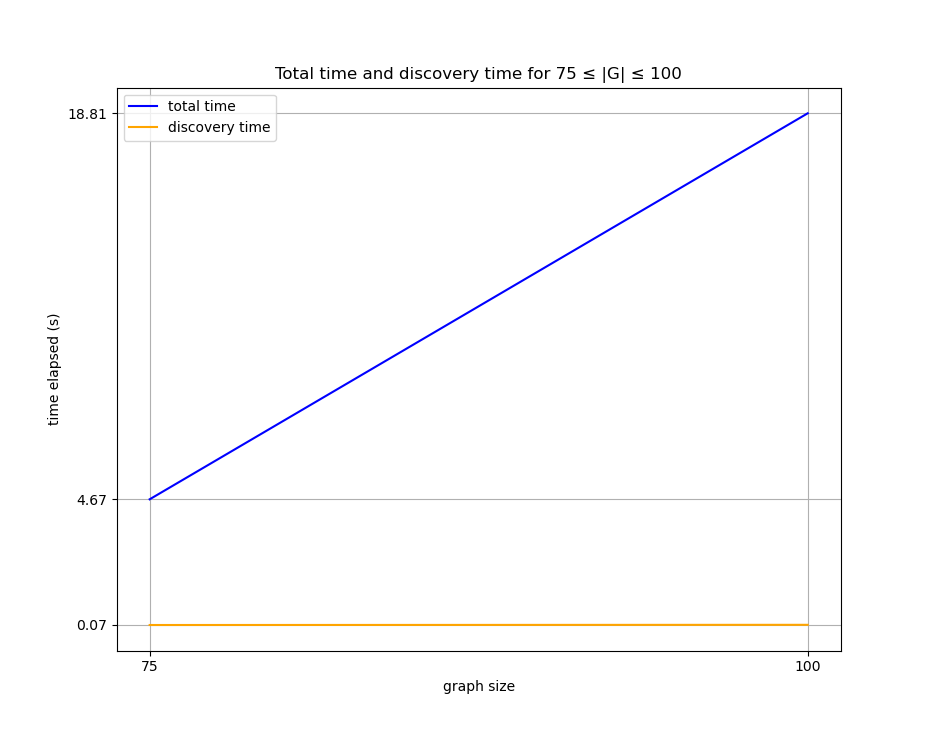 Total time and discovery time for 75 ≤ |G| ≤ 100
total time
discovery time
18.81
4.67
0.07
time elapsed (s)
75
100
graph size